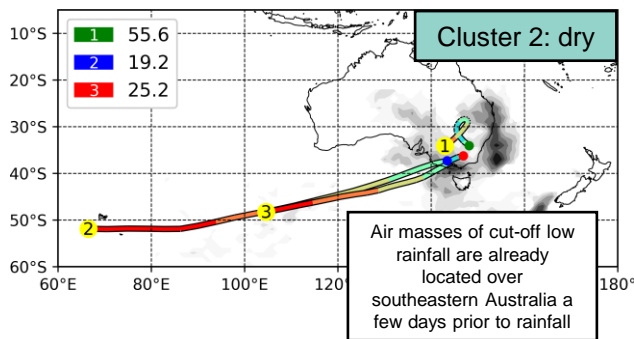 5°S
10°S
20°S
30°S
40°S
50°S
60°S
1 55.6
2 19.2
3 25.2
Cluster 2: dry
1
3
2
Air masses of cut-off low
rainfall are already
located over
southeastern Australia a
few days prior to rainfall
60°E 80°E 100°E 120° 180°